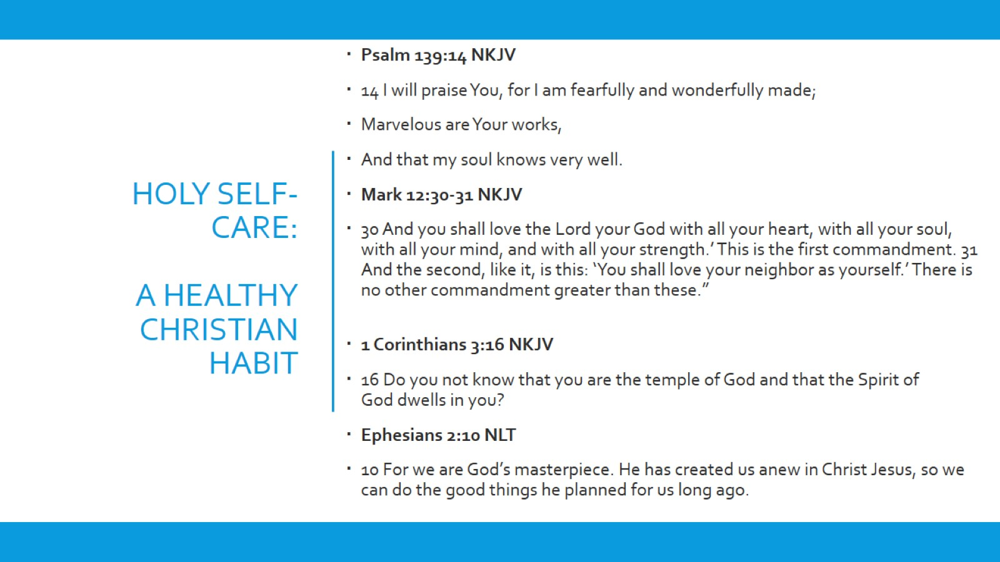 HOLY SELF-
CARE:
A HEALTHY
CHRISTIAN
HABIT
▪ Psalm 139:14 NKJV
▪ 14 I will praise You, for I am fearfully and wonderfully made;
▪ Marvelous are Your works,
▪ And that my soul knows very well.
▪ Mark 12:30-31 NKJV
▪ 30 And you shall love the Lord your God with all your heart, with all your soul,
with all your mind, and with all your strength.’ This is the first commandment. 31
And the second, like it, is this: ‘You shall love your neighbor as yourself.’ There is
no other commandment greater than these.”
▪ 1 Corinthians 3:16 NKJV
▪ 16 Do you not know that you are the temple of God and that the Spirit of
God dwells in you?
▪ Ephesians 2:10 NLT
▪ 10 For we are God’s masterpiece. He has created us anew in Christ Jesus, so we
can do the good things he planned for us long ago.